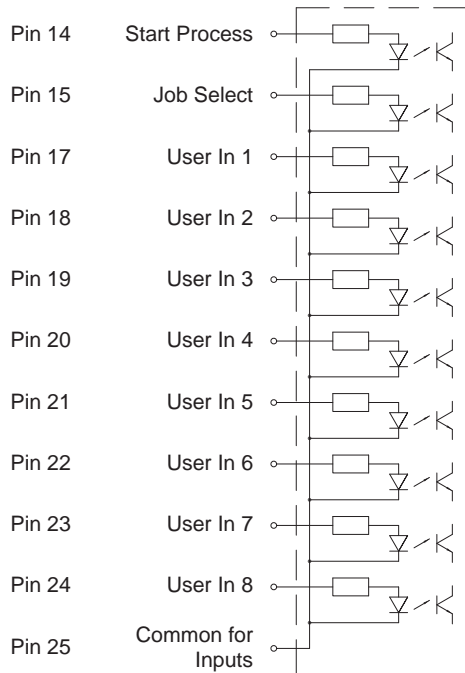 Pin 14 Start Process
Pin 15 Job Select
Pin 17 User In 1
Pin 18 User In 2
Pin 19 User In 3
Pin 20 User In 4
Pin 21 User In 5
Pin 22 User In 6
Pin 23 User In 7
Pin 24 User In 8
Pin 25 Common for
Inputs